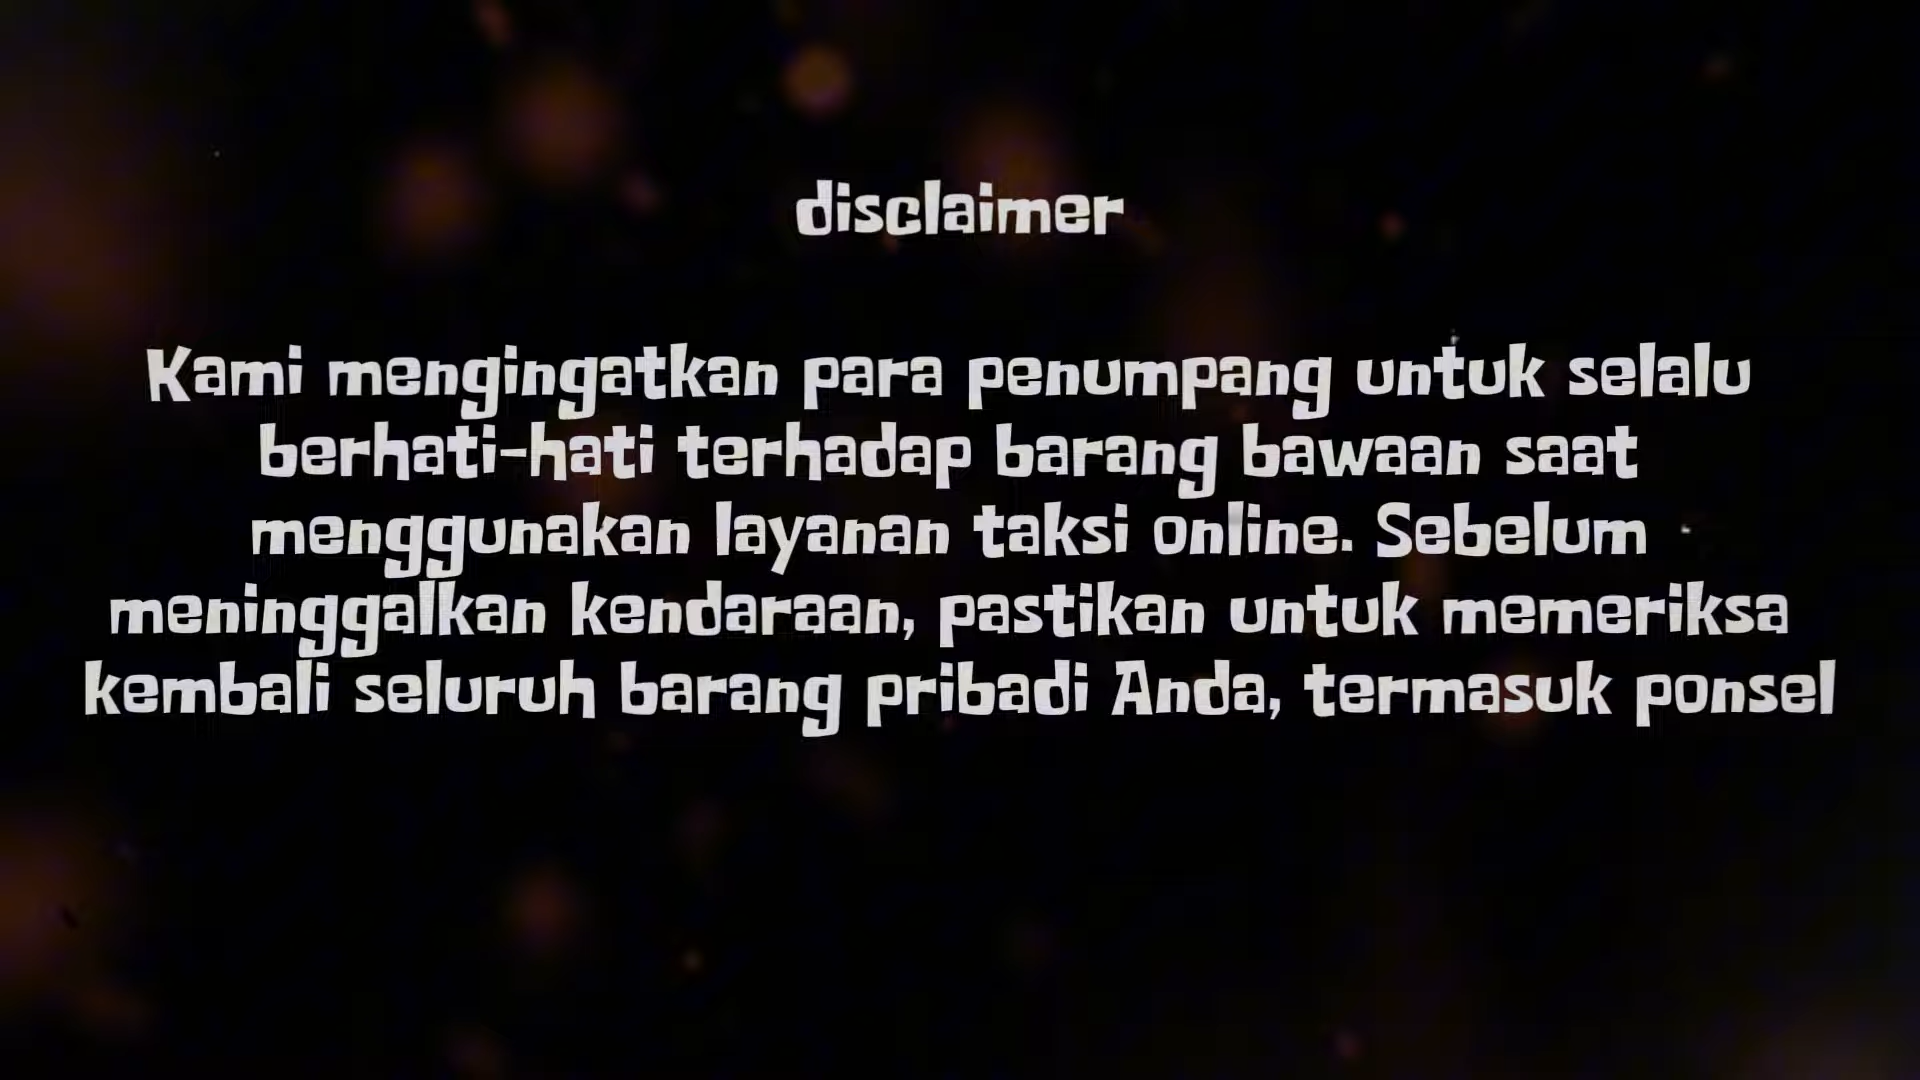 disclaimer
Kami mengingatkan para penumpang untuk selalu
berhati-hati terhadap barang bawaan saat
menggunakan layanan taksi online. Sebelum
meninggalkan kendaraan, pastikan untuk memeriksa
kembali seluruh barang pribadi Anda, termasuk ponsel